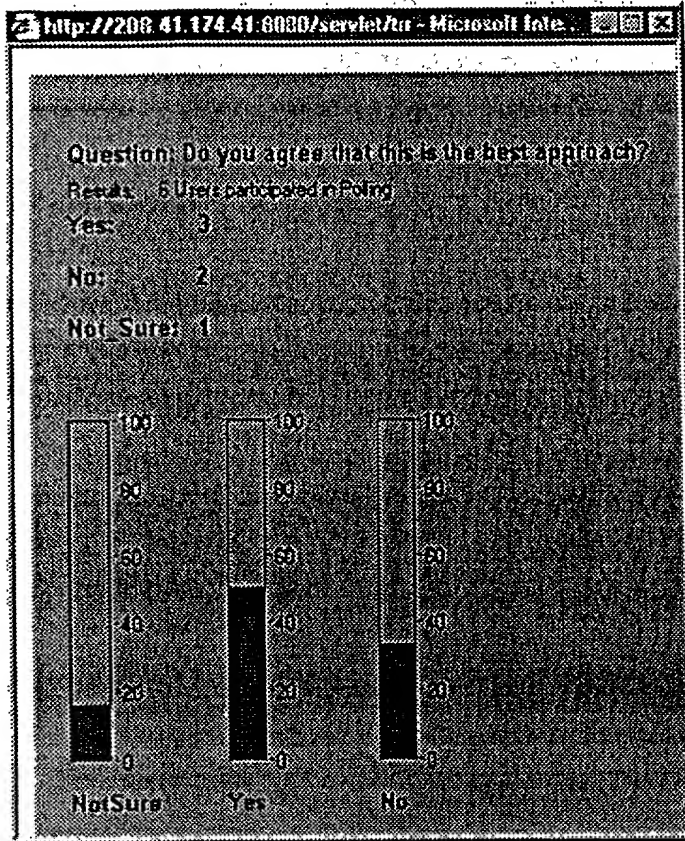 http://208.41.174.41:8080/servlet/tir - Microsoft Inte...
Question: Do you agree that this is the best approach?
Results: 6 Users participated in Polling
Yes: 3
No: 2
Not_Sure: 1
100 100 100
80 80 80
60 60 60
40 40 40
20 20 20
0 0 0
NotSure Yes No